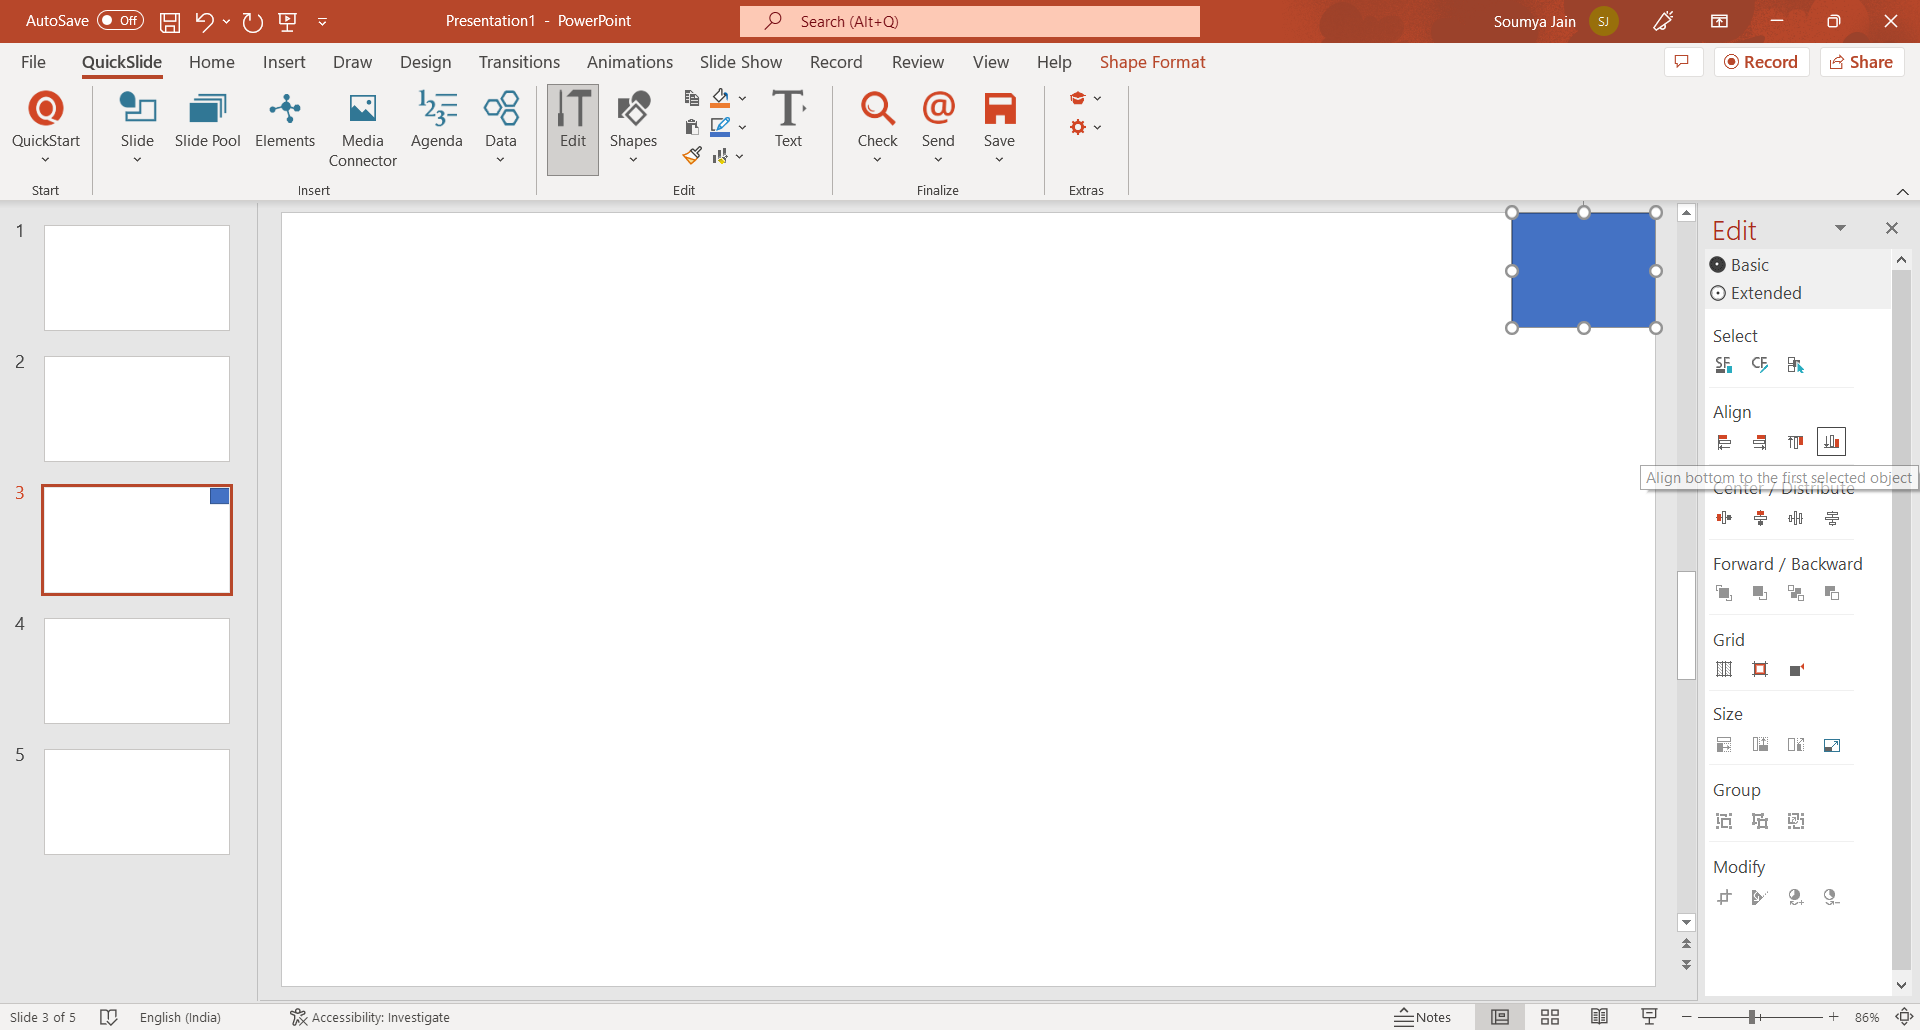 AutoSave Off
Presentation1 - PowerPoint
Search (Alt+Q)
Soumya Jain SJ
File QuickSlide Home Insert Draw Design Transitions Animations Slide Show Record Review View Help Shape Format
Record
Share
QuickStart
Slide
Slide Pool
Elements
Media
Connector
Agenda
Data
Edit
Shapes
Text
Check
Send
Save
Start
Insert
Edit
Finalize
Extras
1
2
3
4
5
Edit
Basic
Extended
Select
Align
Align bottom to the first selected object
Center / Distribute
Forward / Backward
Grid
Size
Group
Modify
Slide 3 of 5
English (India)
Accessibility: Investigate
Notes
86%